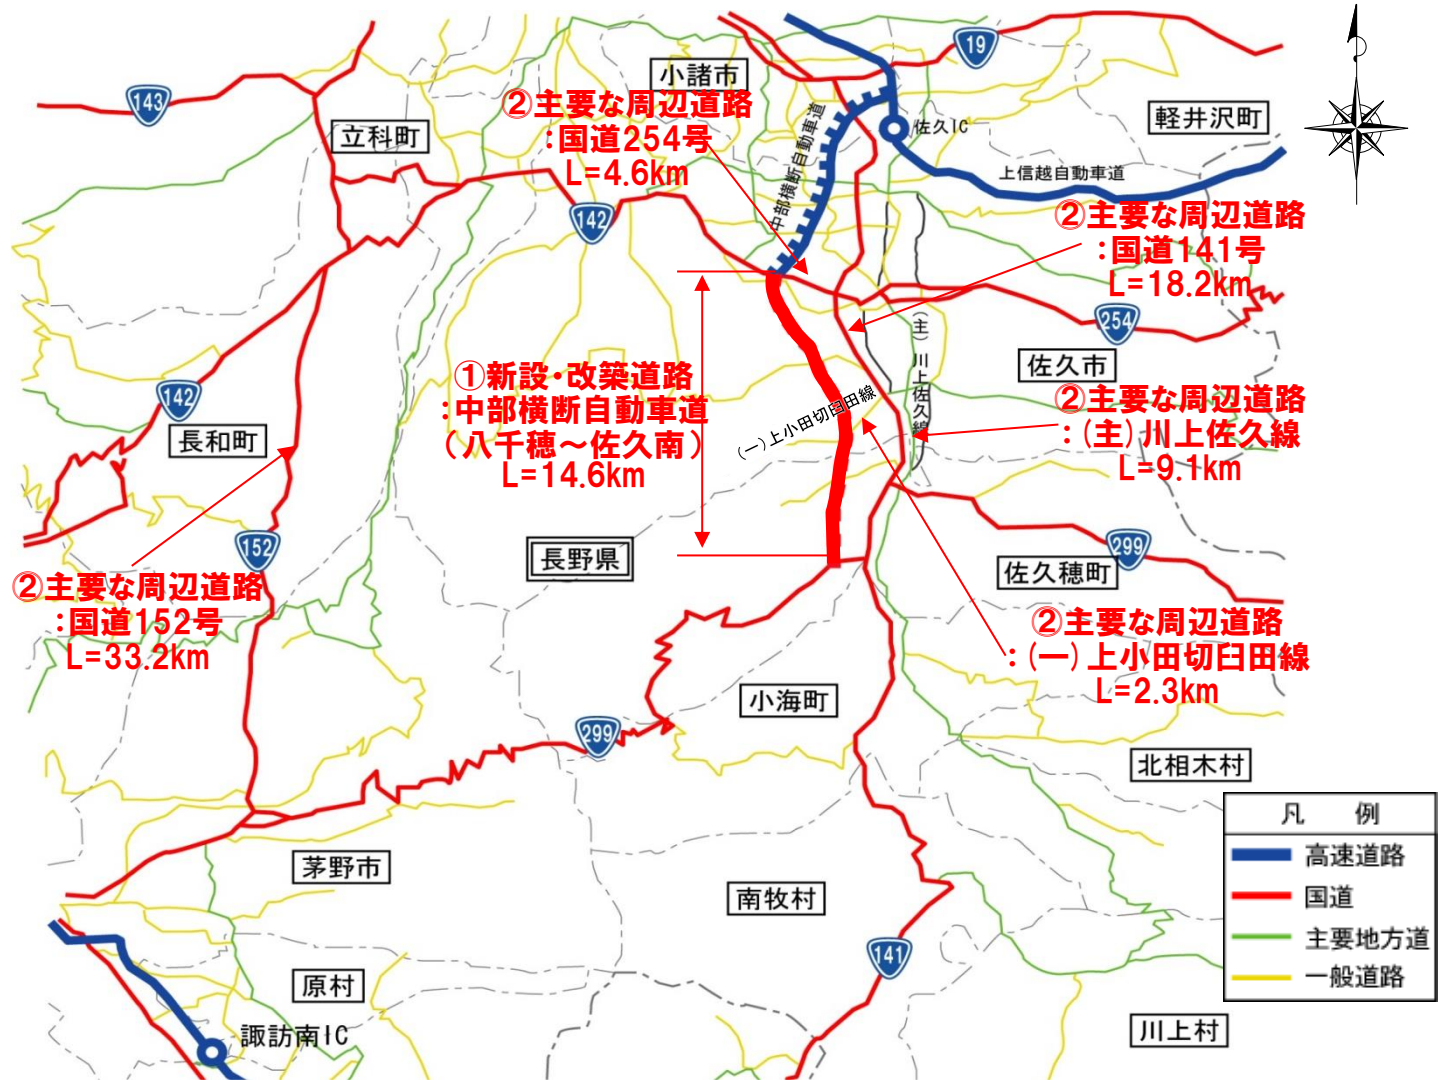 19
小諸市
143
②主要な周辺道路
:国道254号
L=4.6km
立科町
中部横断自動車道
佐久IC
軽井沢町
上信越自動車道
142
②主要な周辺道路
:国道141号
L=18.2km
254
(主)川上佐久線
佐久市
①新設・改築道路
:中部横断自動車道
(八千穂～佐久南)
L=14.6km
(一)上小田切臼田線
142
長和町
②主要な周辺道路
:(主)川上佐久線
L=9.1km
152
長野県
299
佐久穂町
②主要な周辺道路
:国道152号
L=33.2km
②主要な周辺道路
:(一)上小田切臼田線
L=2.3km
小海町
299
北相木村
凡 例
高速道路
国道
主要地方道
一般道路
茅野市
南牧村
141
原村
諏訪南IC
川上村